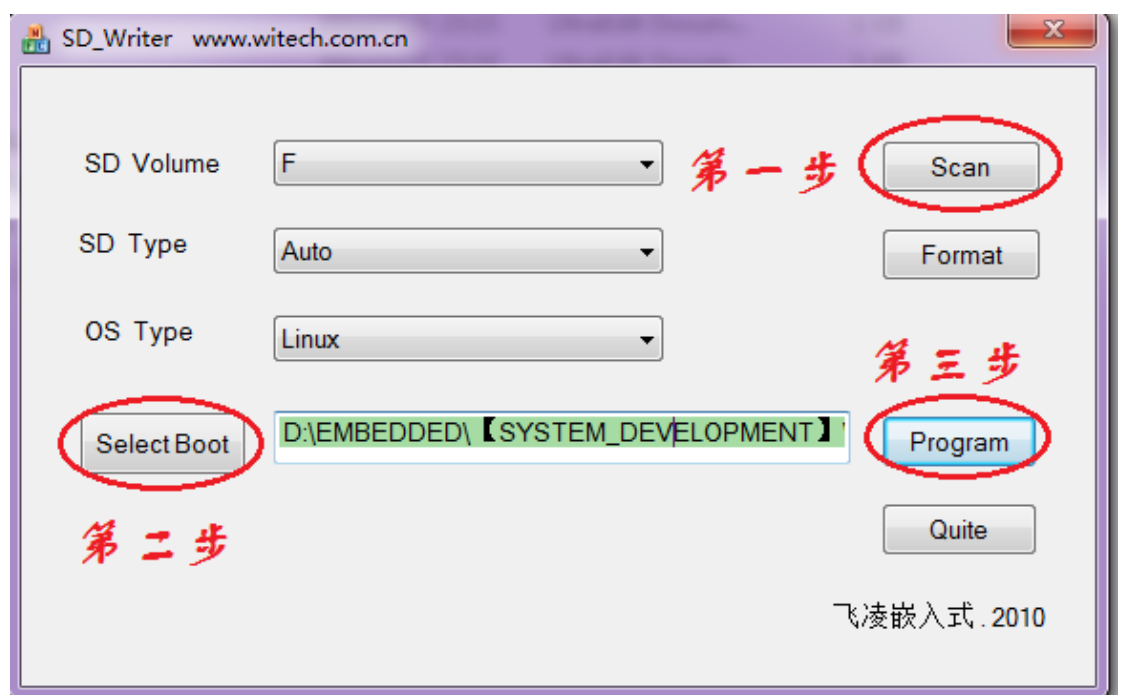 SD_Writer www.witech.com.cn
SD Volume F 第一步 Scan
SD Type Auto Format
OS Type Linux
第三步
Select Boot D:\EMBEDDED\【SYSTEM_DEVELOPMENT】 Program
第二步
Quite
飞凌嵌入式.2010